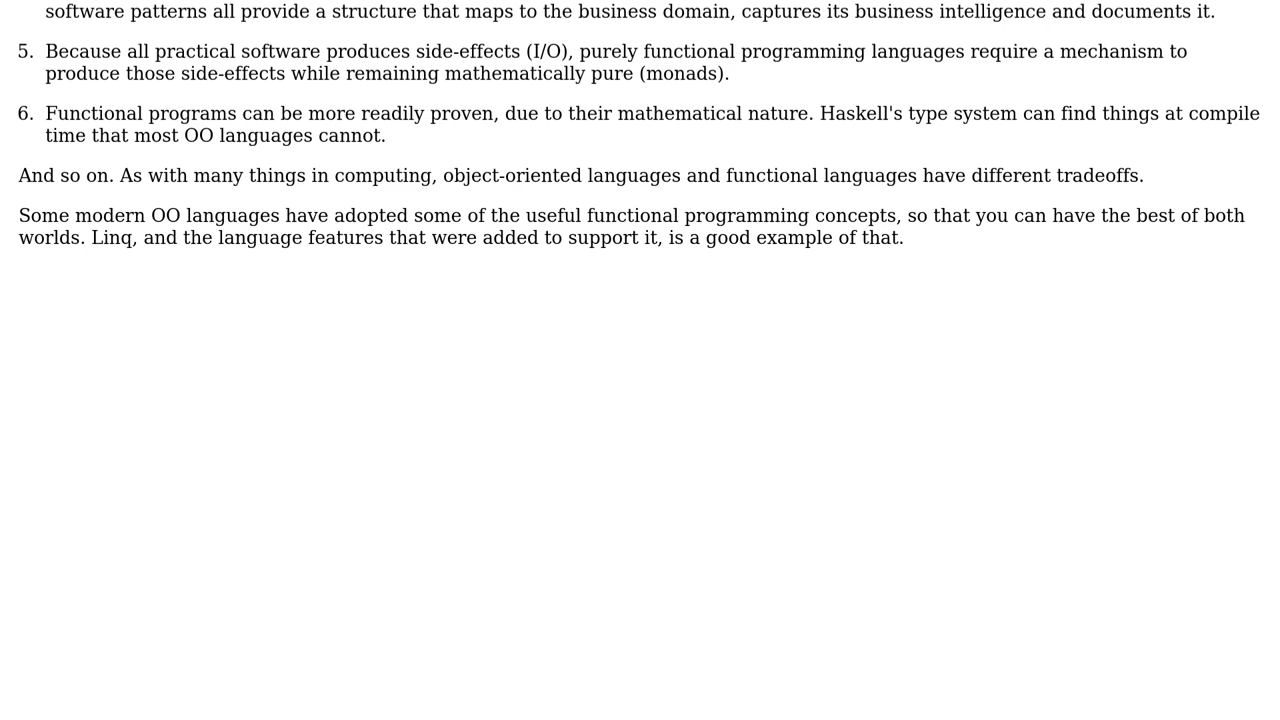 software patterns all provide a structure that maps to the business domain, captures its business intelligence and documents it.
5. Because all practical software produces side-effects (I/O), purely functional programming languages require a mechanism to
produce those side-effects while remaining mathematically pure (monads).
6. Functional programs can be more readily proven, due to their mathematical nature. Haskell's type system can find things at compile
time that most OO languages cannot.
And so on. As with many things in computing, object-oriented languages and functional languages have different tradeoffs.
Some modern OO languages have adopted some of the useful functional programming concepts, so that you can have the best of both
worlds. Linq, and the language features that were added to support it, is a good example of that.